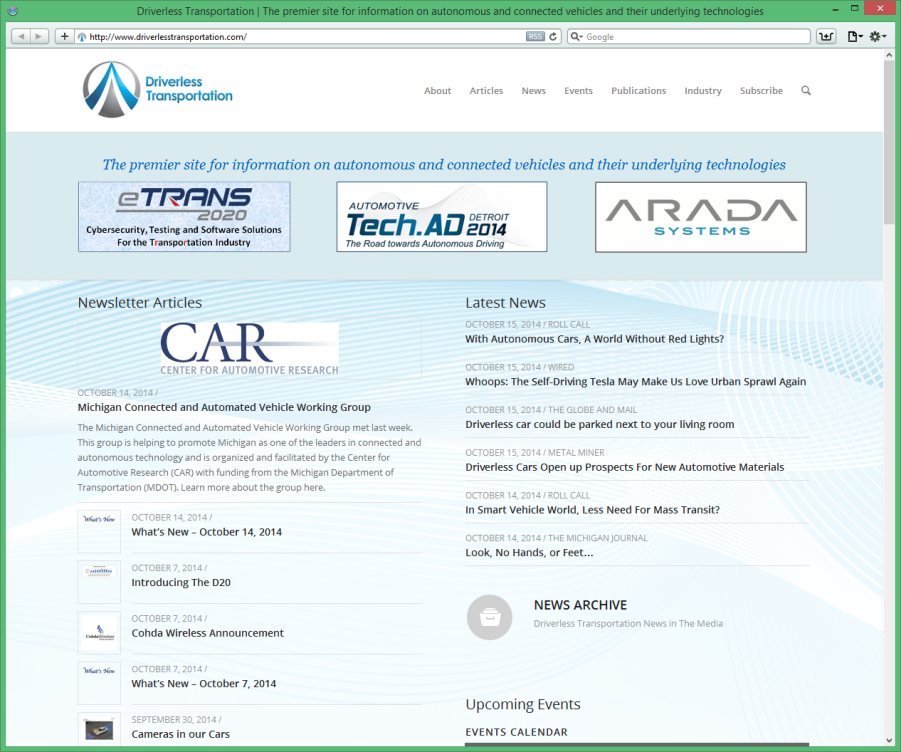 Driverless Transportation | The premier site for information on autonomous and connected vehicles and their underlying technologies
http://www.driverlesstransportation.com/
RSS
Google
Driverless
Transportation
About
Articles
News
Events
Publications
Industry
Subscribe
The premier site for information on autonomous and connected vehicles and their underlying technologies
eTRANS
2020
Cybersecurity, Testing and Software Solutions
For the Transportation Industry
AUTOMOTIVE
Tech.AD DETROIT 2014
The Road towards Autonomous Driving
ARADA
SYSTEMS
Newsletter Articles
CAR
CENTER FOR AUTOMOTIVE RESEARCH
OCTOBER 14, 2014 /
Michigan Connected and Automated Vehicle Working Group
The Michigan Connected and Automated Vehicle Working Group met last week.
This group is helping to promote Michigan as one of the leaders in connected and
autonomous technology and is organized and facilitated by the Center for
Automotive Research (CAR) with funding from the Michigan Department of
Transportation (MDOT). Learn more about the group here.
What's New
OCTOBER 14, 2014 /
What's New – October 14, 2014
OCTOBER 7, 2014 /
Introducing The D20
CohdaWireless
OCTOBER 7, 2014 /
Cohda Wireless Announcement
What's New
OCTOBER 7, 2014 /
What's New – October 7, 2014
SEPTEMBER 30, 2014 /
Cameras in our Cars
Latest News
OCTOBER 15, 2014 / ROLL CALL
With Autonomous Cars, A World Without Red Lights?
OCTOBER 15, 2014 / WIRED
Whoops: The Self-Driving Tesla May Make Us Love Urban Sprawl Again
OCTOBER 15, 2014 / THE GLOBE AND MAIL
Driverless car could be parked next to your living room
OCTOBER 15, 2014 / METAL MINER
Driverless Cars Open up Prospects For New Automotive Materials
OCTOBER 14, 2014 / ROLL CALL
In Smart Vehicle World, Less Need For Mass Transit?
OCTOBER 14, 2014 / THE MICHIGAN JOURNAL
Look, No Hands, or Feet...
NEWS ARCHIVE
Driverless Transportation News in The Media
Upcoming Events
EVENTS CALENDAR